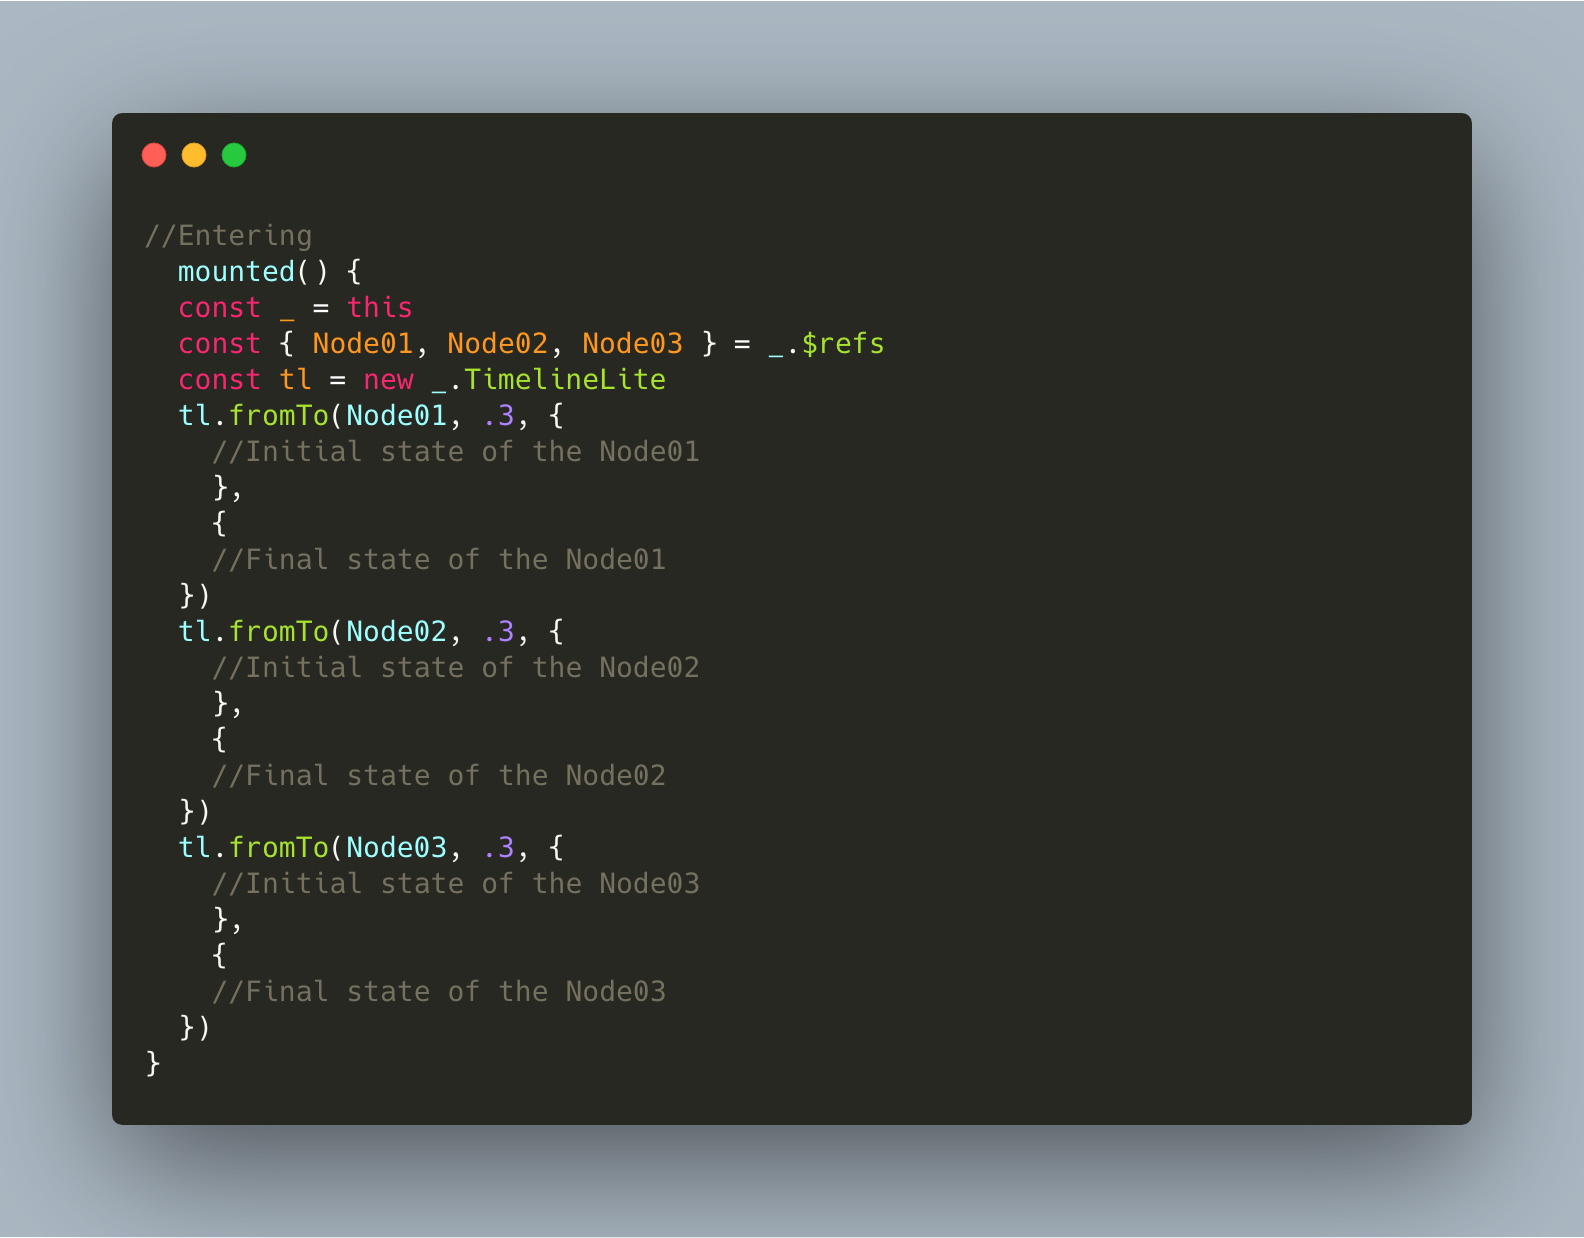 //Entering
  mounted() {
  const _ = this
  const { Node01, Node02, Node03 } = _.$refs
  const tl = new _.TimelineLite
  tl.fromTo(Node01, .3, {
    //Initial state of the Node01
    },
    {
    //Final state of the Node01
  })
  tl.fromTo(Node02, .3, {
    //Initial state of the Node02
    },
    {
    //Final state of the Node02
  })
  tl.fromTo(Node03, .3, {
    //Initial state of the Node03
    },
    {
    //Final state of the Node03
  })
}